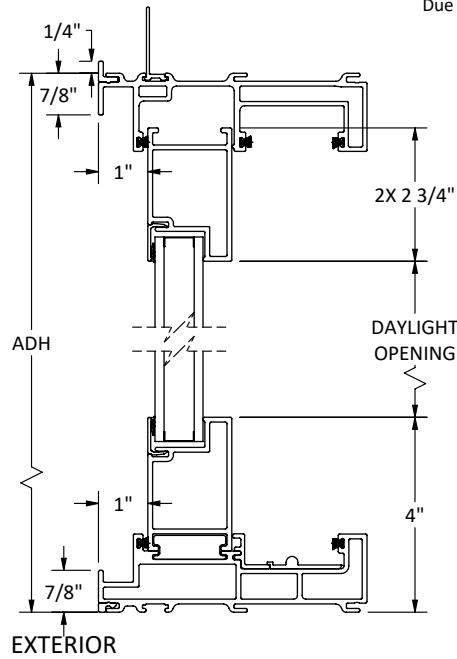 Due
1/4"
7/8"
1"
2X 2 3/4"
ADH
DAYLIGHT
OPENING
1"
4"
7/8"
EXTERIOR